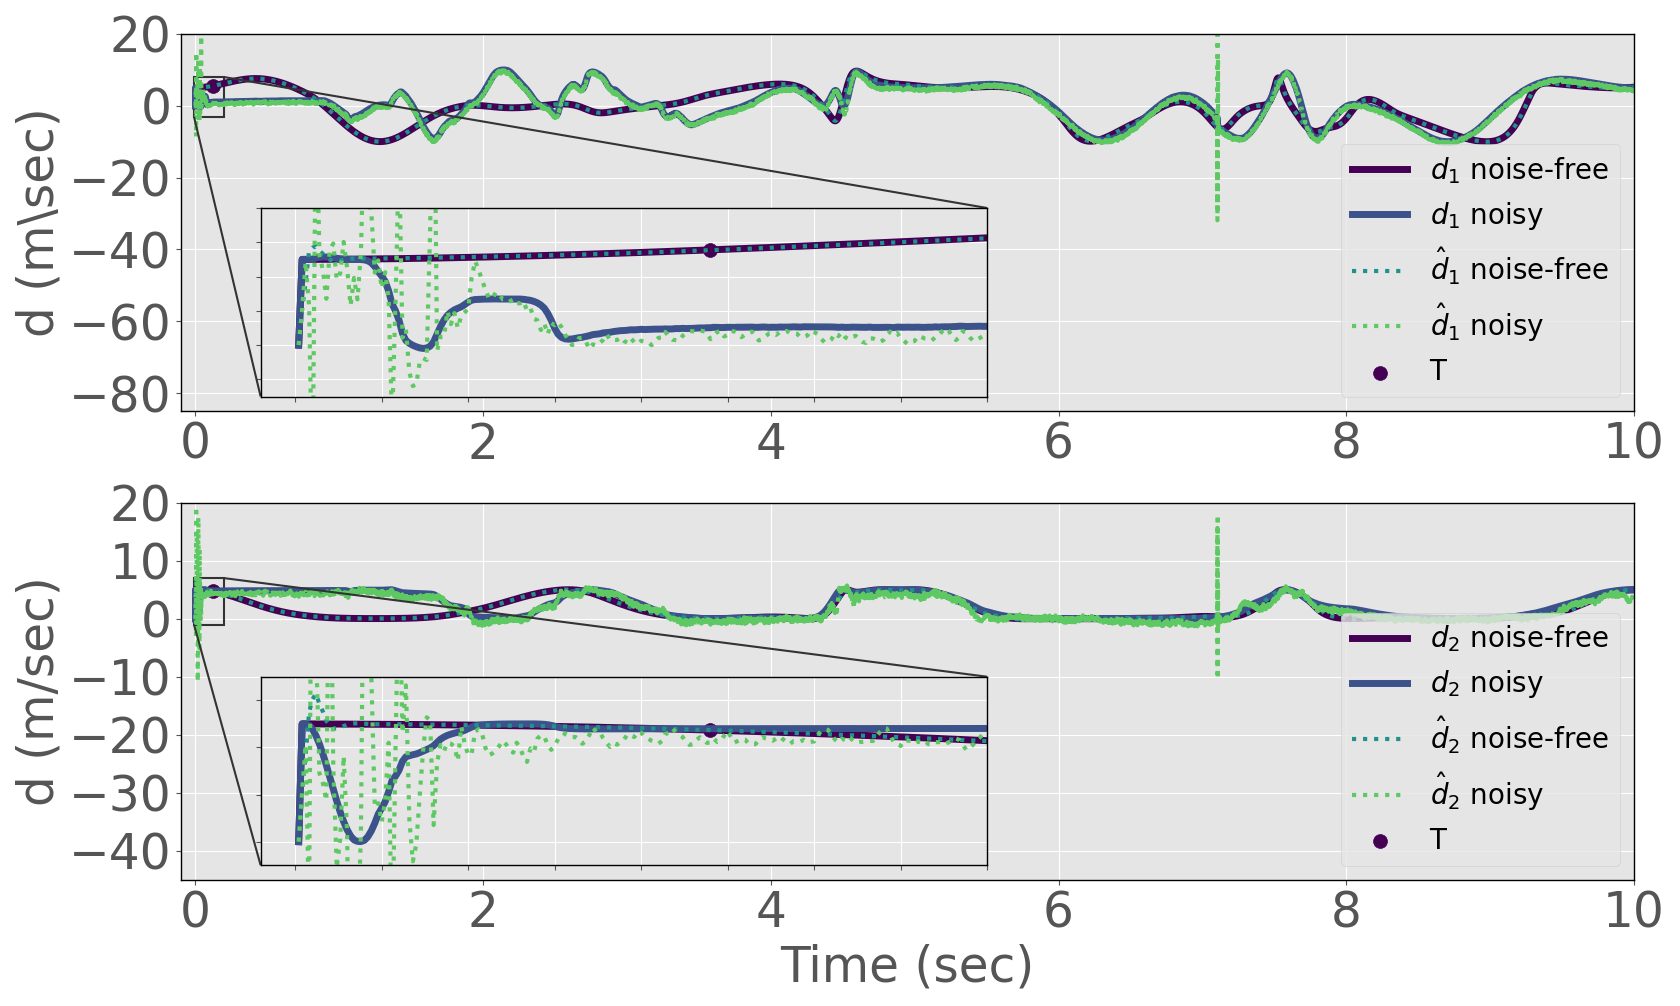 20
0
−20
−40
−60
−80
d (m\sec)
d₁ noise-free
d₁ noisy
d̂₁ noise-free
d̂₁ noisy
T
0 2 4 6 8 10
20
10
0
−10
−20
−30
−40
d (m/sec)
d₂ noise-free
d₂ noisy
d̂₂ noise-free
d̂₂ noisy
T
0 2 4 6 8 10
Time (sec)